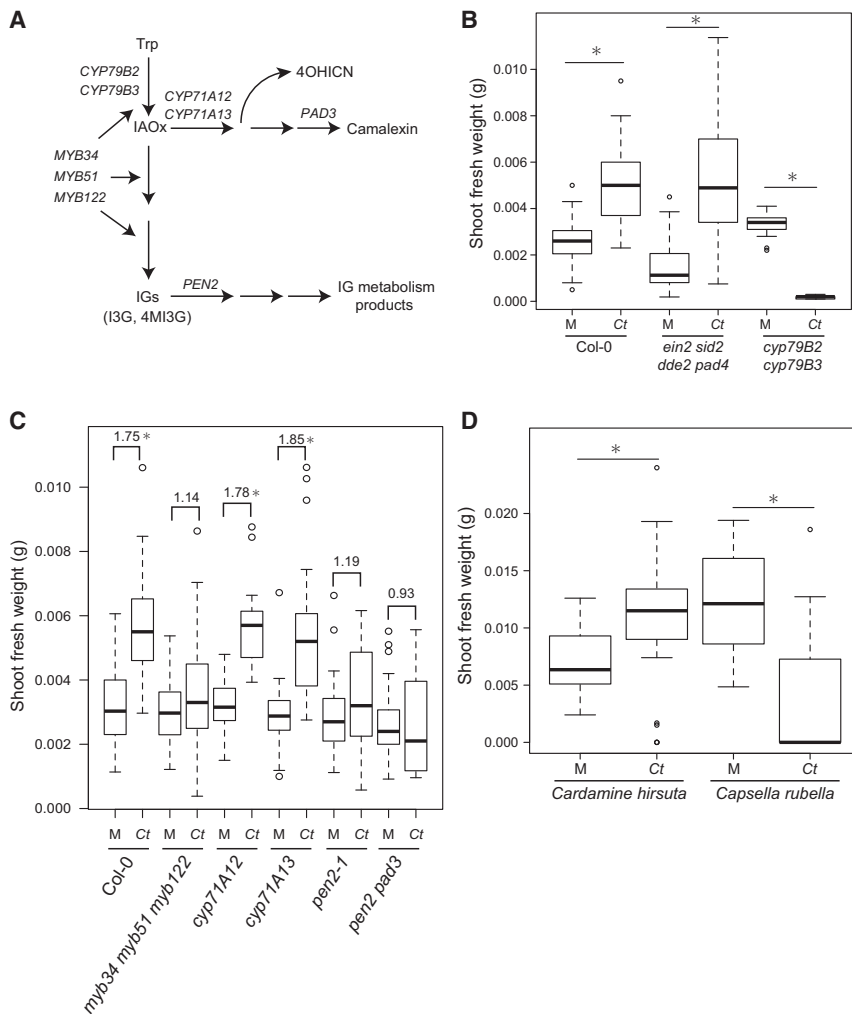 A
Trp
CYP79B2
CYP79B3
CYP71A12
CYP71A13
4OHICN
IAOx
PAD3
Camalexin
MYB34
MYB51
MYB122
IGs
(I3G, 4MI3G)
PEN2
IG metabolism
products
B
Shoot fresh weight (g)
0.010
0.008
0.006
0.004
0.002
0.000
* * *
M Ct M Ct M Ct
Col-0
ein2 sid2
dde2 pad4
cyp79B2
cyp79B3
C
Shoot fresh weight (g)
0.010
0.008
0.006
0.004
0.002
0.000
1.75 *
1.14
1.78 *
1.85 *
1.19
0.93
M Ct M Ct M Ct M Ct M Ct M Ct
Col-0
myb34 myb51 myb122
cyp71A12
cyp71A13
pen2-1
pen2 pad3
D
Shoot fresh weight (g)
0.020
0.015
0.010
0.005
0.000
* *
M Ct M Ct
Cardamine hirsuta
Capsella rubella